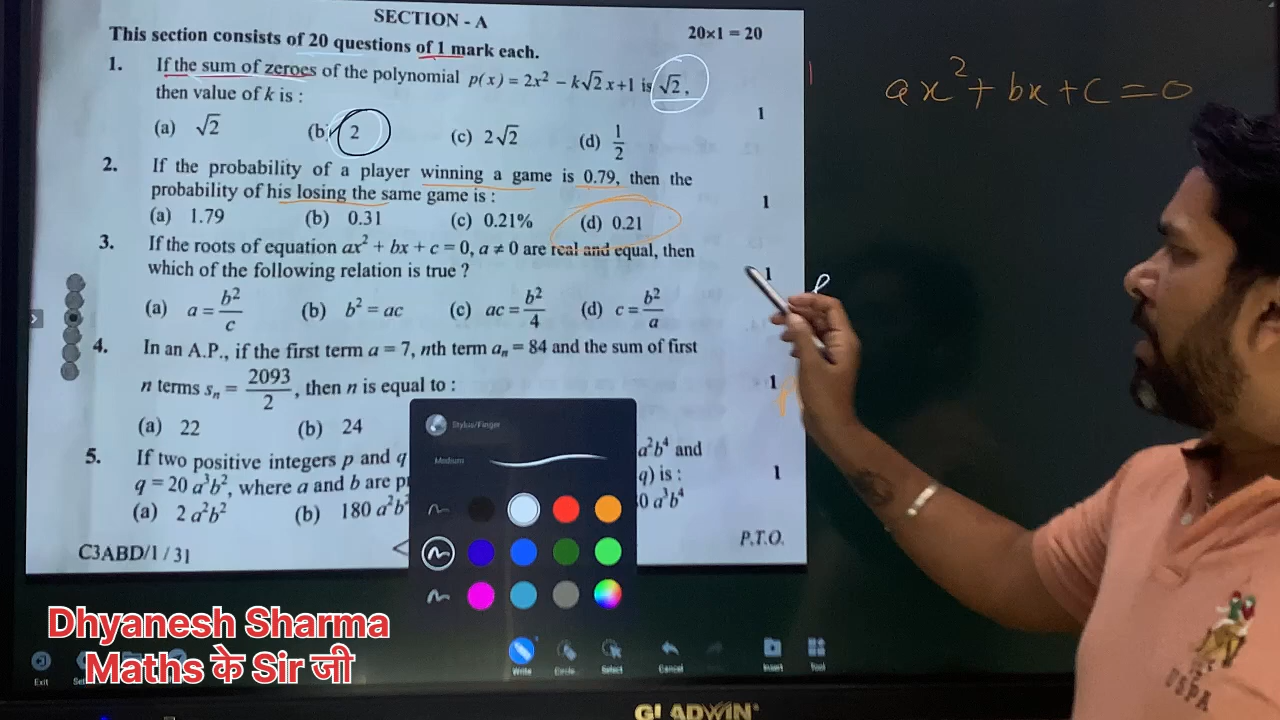 SECTION - A
This section consists of 20 questions of 1 mark each.
20×1 = 20
1. If the sum of zeroes of the polynomial p(x) = 2x² − k√2 x+1 is √2,
then value of k is :
1
(a) √2 (b) 2 (c) 2√2 (d) 1/2
2. If the probability of a player winning a game is 0.79, then the
probability of his losing the same game is :
1
(a) 1.79 (b) 0.31 (c) 0.21% (d) 0.21
3. If the roots of equation ax² + bx + c = 0, a ≠ 0 are real and equal, then
which of the following relation is true ?
1
(a) a = b²/c (b) b² = ac (c) ac = b²/4 (d) c = b²/a
4. In an A.P., if the first term a = 7, nth term aₙ = 84 and the sum of first
n terms sₙ = 2093/2, then n is equal to :
1
(a) 22 (b) 24
5. If two positive integers p and q a²b⁴ and
q = 20 a³b², where a and b are q) is :
1
(a) 2 a²b² (b) 180 a²b² 0 a³b⁴
C3ABD/1/31
P.T.O.
ax² + bx + c = 0
Stylus/Finger
Medium
Dhyanesh Sharma
Maths के Sir जी
Exit
Write Circle Select Cancel Insert Tool
USPA
GLADWIN